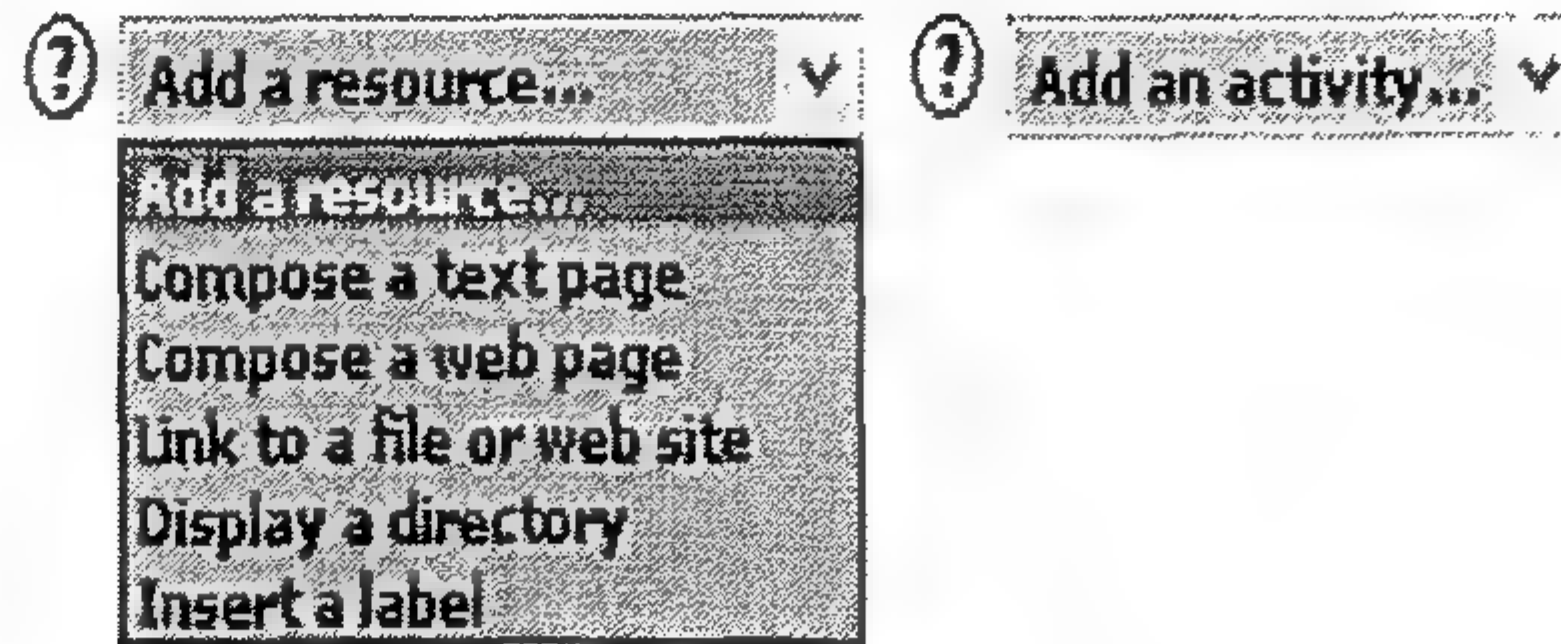 ? Add a resource... ? Add an activity...
Add a resource...
Compose a text page
Compose a web page
Link to a file or web site
Display a directory
Insert a label